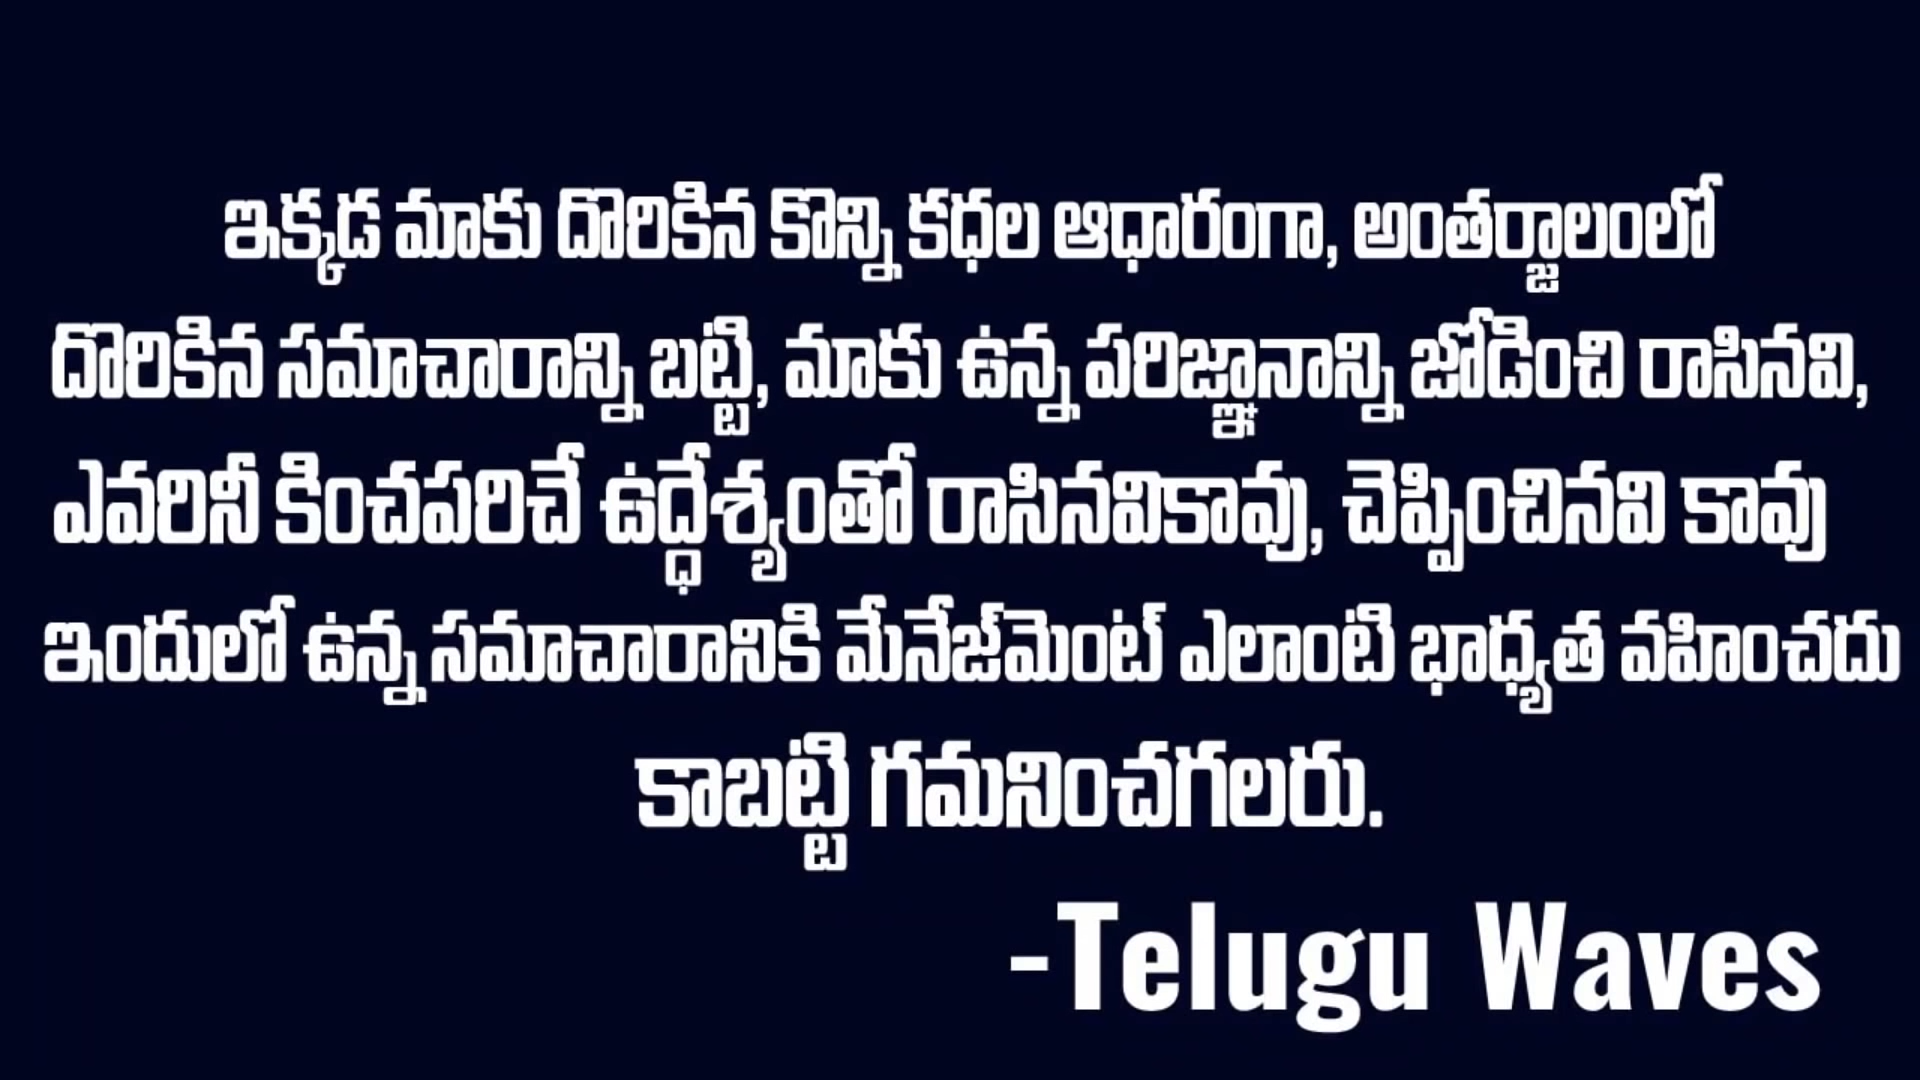 ఇక్కడ మాకు దొరికిన కొన్ని కధల ఆధారంగా, అంతర్జాలంలో
దొరికిన సమాచారాన్ని బట్టి, మాకు ఉన్న పరిజ్ఞానాన్ని జోడించి రాసినవి,
ఎవరినీ కించపరిచే ఉద్ధేశ్యంతో రాసినవికావు, చెప్పించినవి కావు
ఇందులో ఉన్న సమాచారానికి మేనేజ్‌మెంట్ ఎలాంటి భాధ్యత వహించదు
కాబట్టి గమనించగలరు.
-Telugu Waves